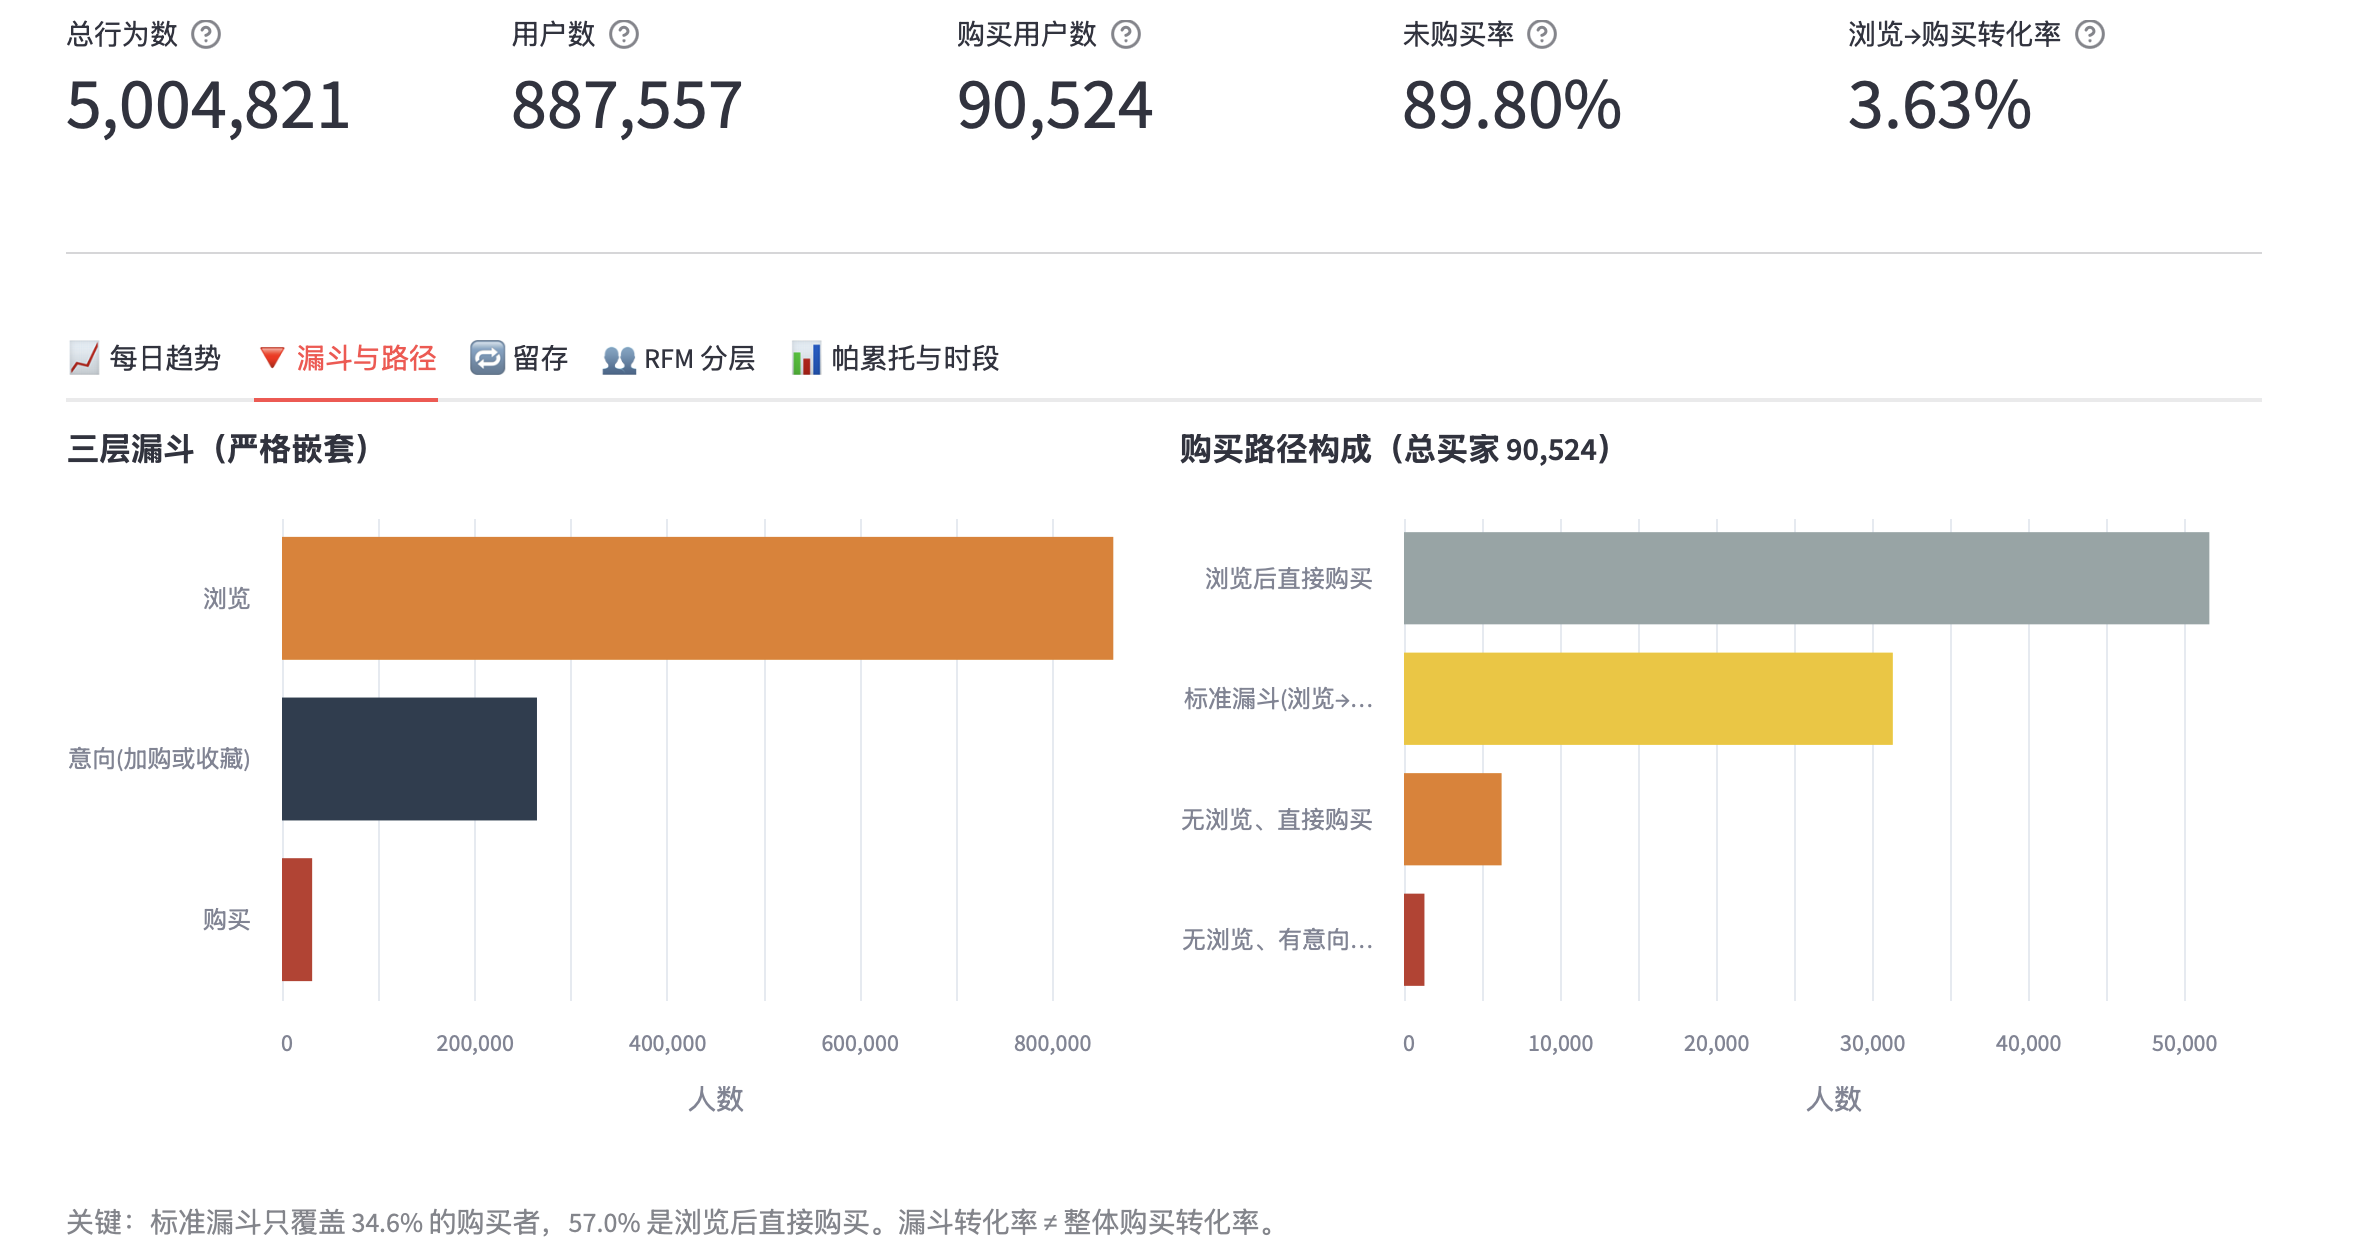 总行为数
5,004,821
用户数
887,557
购买用户数
90,524
未购买率
89.80%
浏览→购买转化率
3.63%
每日趋势
漏斗与路径
留存
RFM 分层
帕累托与时段
三层漏斗（严格嵌套）
浏览
意向(加购或收藏)
购买
0 200,000 400,000 600,000 800,000
人数
购买路径构成（总买家 90,524）
浏览后直接购买
标准漏斗(浏览→…
无浏览、直接购买
无浏览、有意向…
0 10,000 20,000 30,000 40,000 50,000
人数
关键：标准漏斗只覆盖 34.6% 的购买者，57.0% 是浏览后直接购买。漏斗转化率 ≠ 整体购买转化率。